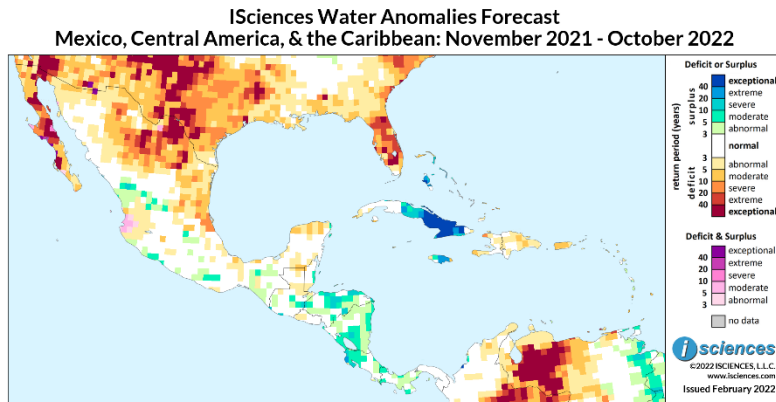 ISciences Water Anomalies Forecast
Mexico, Central America, & the Caribbean: November 2021 - October 2022
Deficit or Surplus
exceptional
40
extreme
20
severe
10
moderate
5
abnormal
3
normal
3
abnormal
5
moderate
10
severe
20
extreme
40
exceptional
surplus
deficit
return period (years)
Deficit & Surplus
exceptional
40
extreme
20
severe
10
moderate
5
abnormal
3
no data
i sciences
©2022 ISCIENCES, L.L.C.
www.isciences.com
Issued February 2022